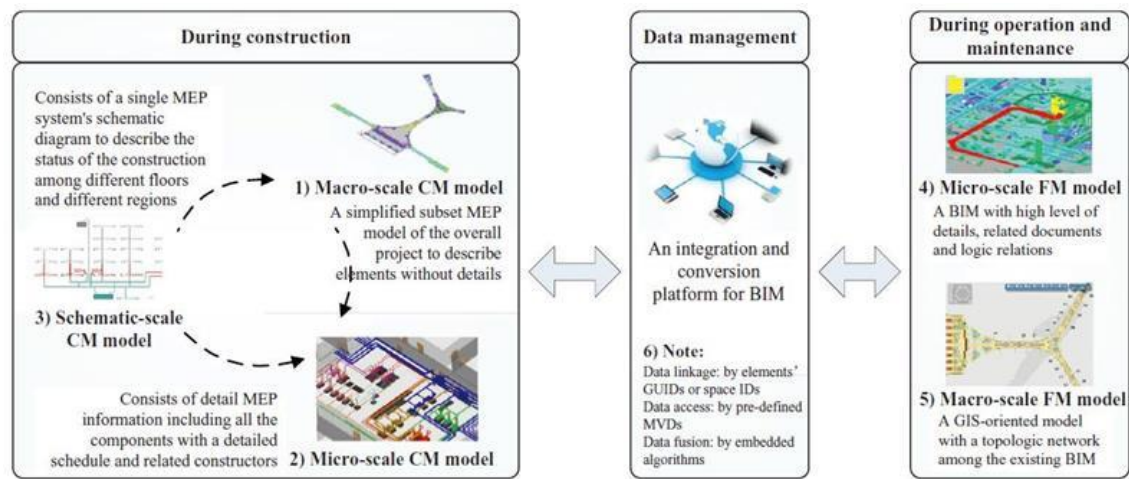 During construction
Consists of a single MEP
system's schematic
diagram to describe the
status of the construction
among different floors
and different regions
1) Macro-scale CM model
A simplified subset MEP
model of the overall
project to describe
elements without details
3) Schematic-scale
CM model
Consists of detail MEP
information including all the
components with a detailed
schedule and related constructors
2) Micro-scale CM model
Data management
An integration and
conversion
platform for BIM
6) Note:
Data linkage: by elements'
GUIDs or space IDs
Data access: by pre-defined
MVDs
Data fusion: by embedded
algorithms
During operation and
maintenance
4) Micro-scale FM model
A BIM with high level of
details, related documents
and logic relations
5) Macro-scale FM model
A GIS-oriented model
with a topologic network
among the existing BIM